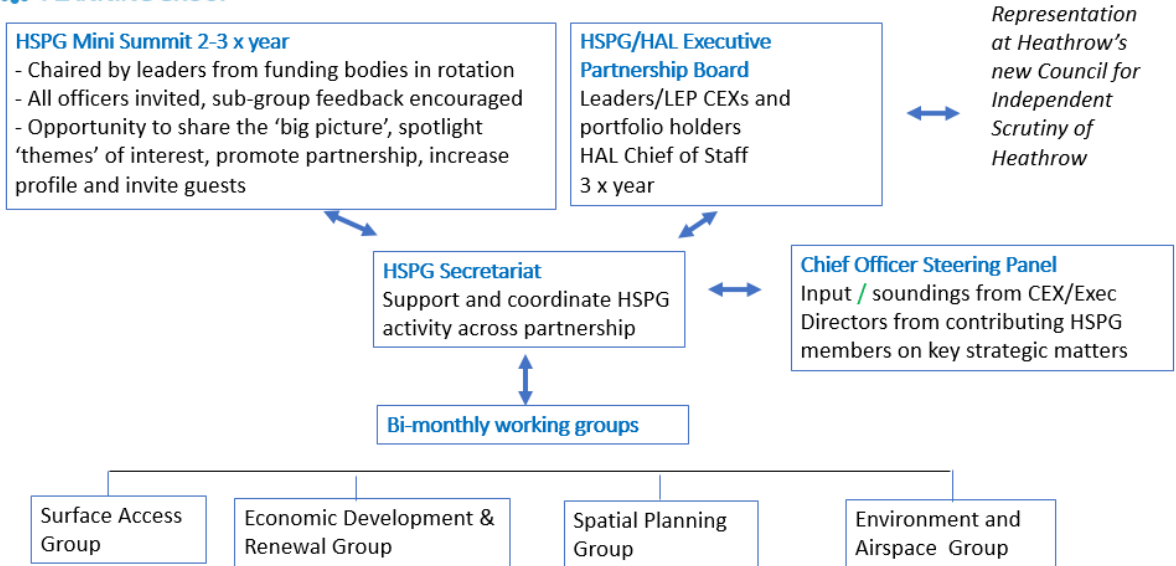 HSPG Mini Summit 2-3 x year
- Chaired by leaders from funding bodies in rotation
- All officers invited, sub-group feedback encouraged
- Opportunity to share the ‘big picture’, spotlight
‘themes’ of interest, promote partnership, increase
profile and invite guests
HSPG/HAL Executive
Partnership Board
Leaders/LEP CEXs and
portfolio holders
HAL Chief of Staff
3 x year
Representation
at Heathrow’s
new Council for
Independent
Scrutiny of
Heathrow
HSPG Secretariat
Support and coordinate HSPG
activity across partnership
Chief Officer Steering Panel
Input / soundings from CEX/Exec
Directors from contributing HSPG
members on key strategic matters
Bi-monthly working groups
Surface Access
Group
Economic Development &
Renewal Group
Spatial Planning
Group
Environment and
Airspace  Group